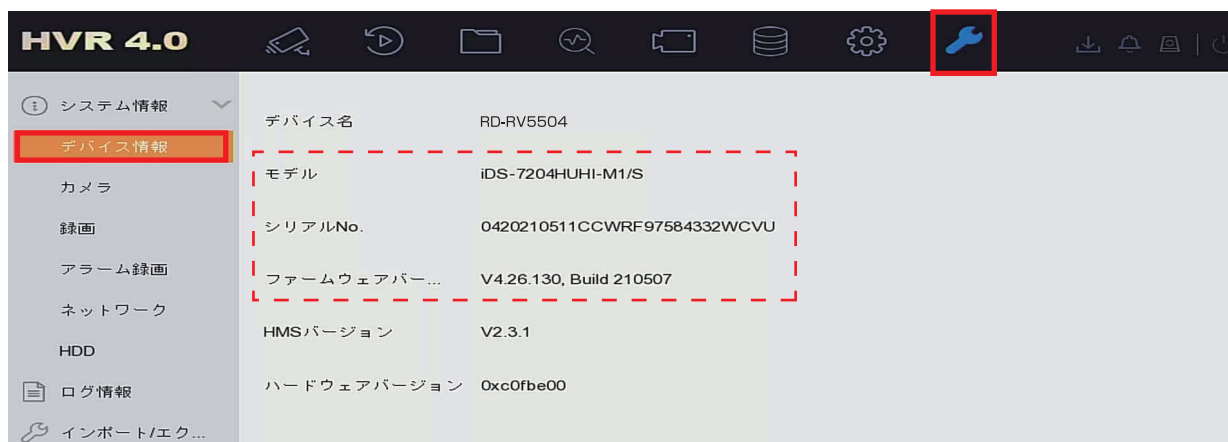 HVR 4.0
システム情報
デバイス情報
カメラ
録画
アラーム録画
ネットワーク
HDD
ログ情報
インポート/エク...
デバイス名 RD-RV5504
モデル iDS-7204HUHI-M1/S
シリアルNo. 0420210511CCWRF97584332WCVU
ファームウェアバー... V4.26.130, Build 210507
HMSバージョン V2.3.1
ハードウェアバージョン 0xc0fbe00